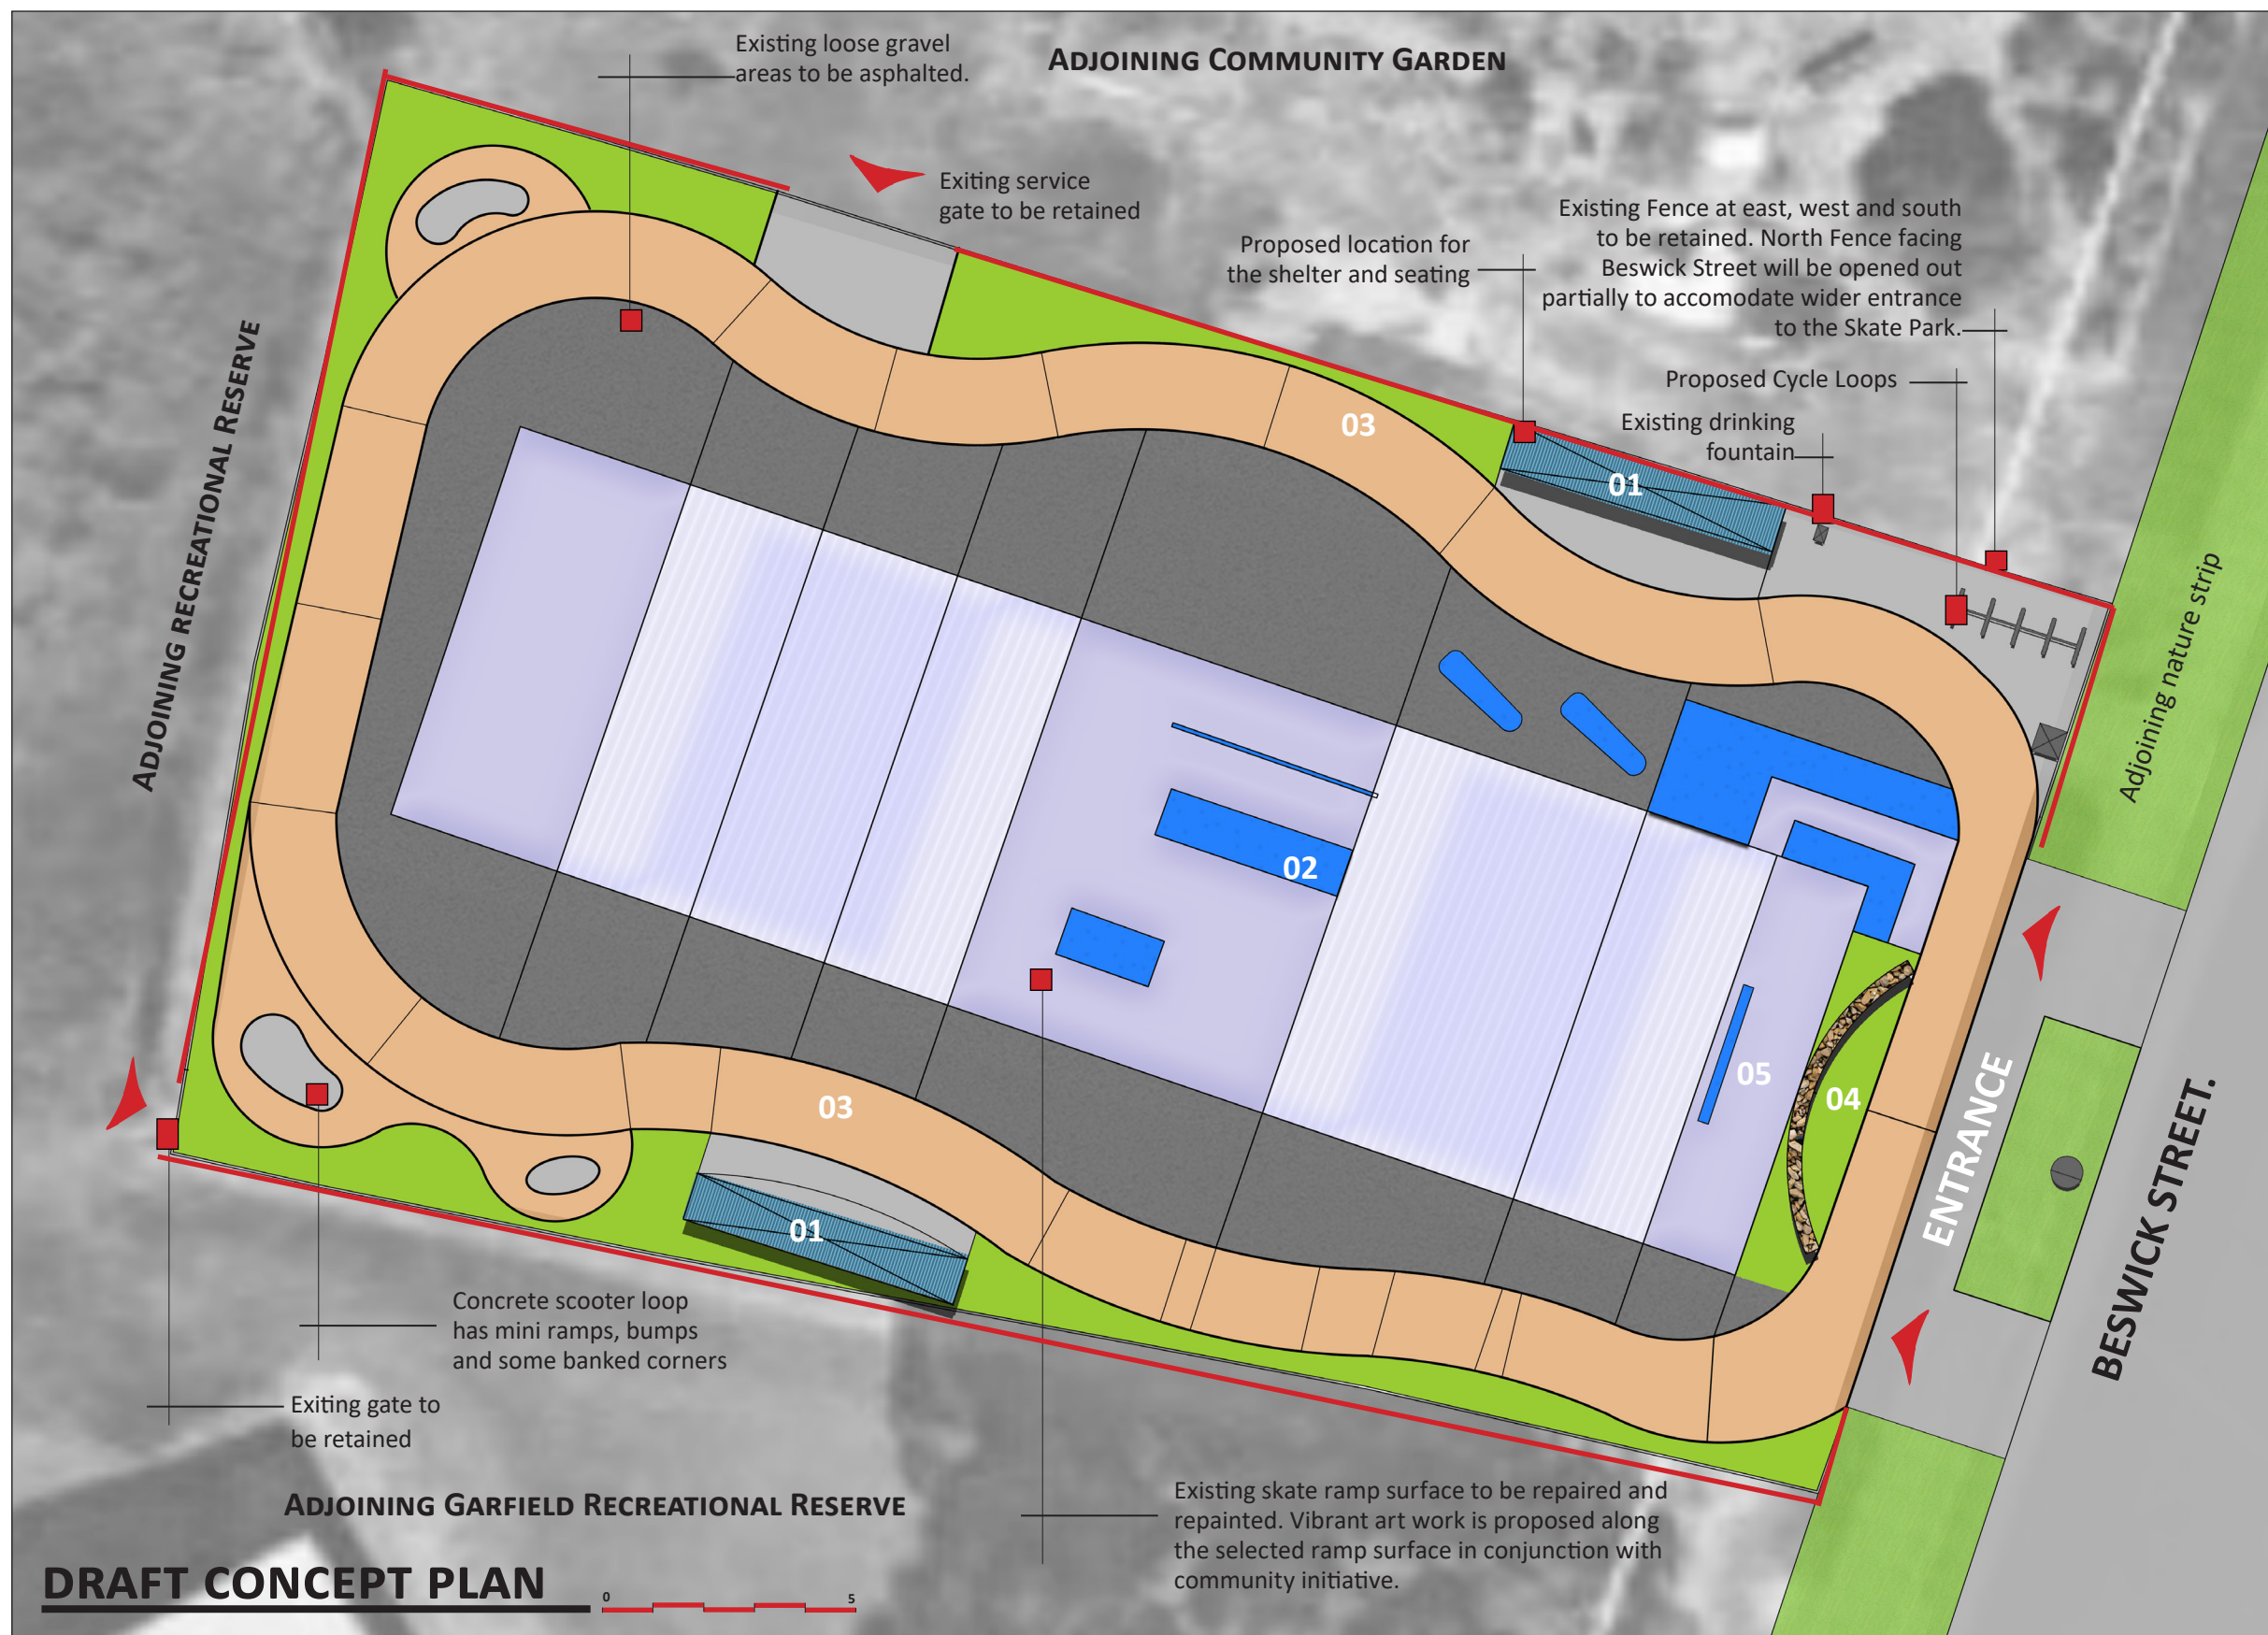 Existing loose gravel
areas to be asphalted.
ADJOINING COMMUNITY GARDEN
Exiting service
gate to be retained
Proposed location for
the shelter and seating
Existing Fence at east, west and south
to be retained. North Fence facing
Beswick Street will be opened out
partially to accomodate wider entrance
to the Skate Park.
Proposed Cycle Loops
Existing drinking
fountain
ADJOINING RECREATIONAL RESERVE
03
01
Adjoining nature strip
02
05
04
03
01
ENTRANCE
BESWICK STREET.
Concrete scooter loop
has mini ramps, bumps
and some banked corners
Exiting gate to
be retained
ADJOINING GARFIELD RECREATIONAL RESERVE
Existing skate ramp surface to be repaired and
repainted. Vibrant art work is proposed along
the selected ramp surface in conjunction with
community initiative.
DRAFT CONCEPT PLAN
0 5